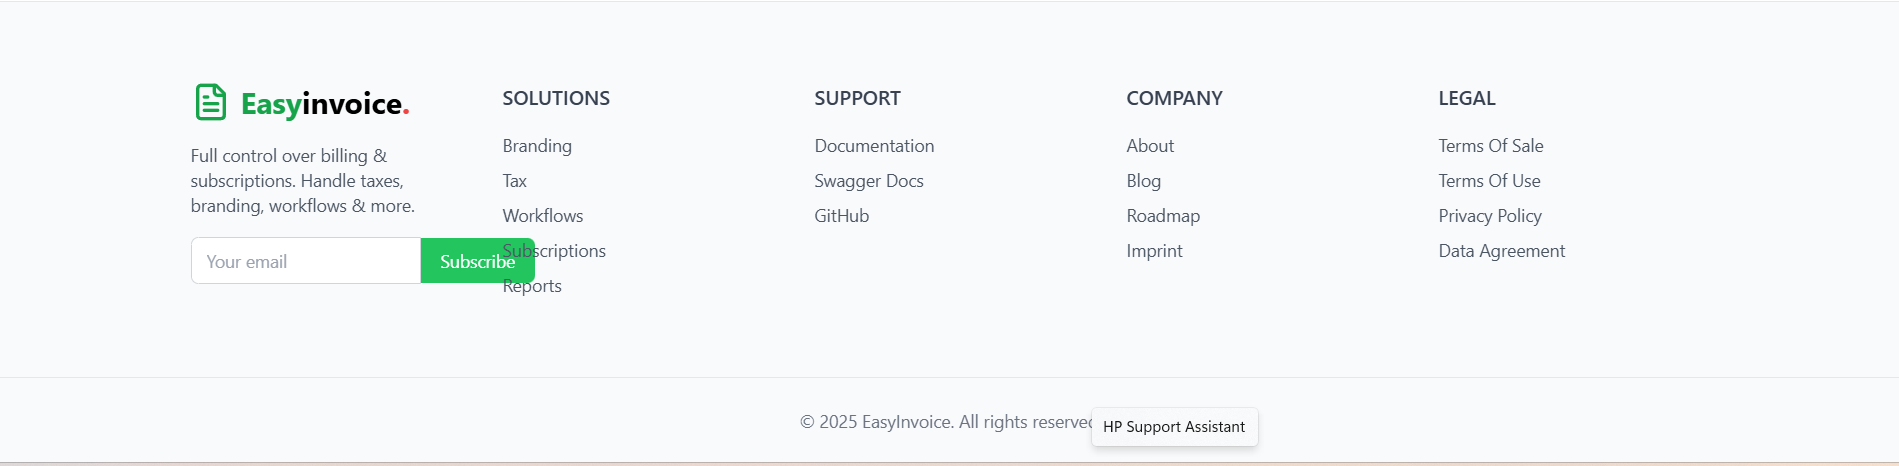 Easyinvoice.
Full control over billing &
subscriptions. Handle taxes,
branding, workflows & more.
Your email
Subscribe
SOLUTIONS
Branding
Tax
Workflows
Subscriptions
Reports
SUPPORT
Documentation
Swagger Docs
GitHub
COMPANY
About
Blog
Roadmap
Imprint
LEGAL
Terms Of Sale
Terms Of Use
Privacy Policy
Data Agreement
© 2025 EasyInvoice. All rights reserved
HP Support Assistant